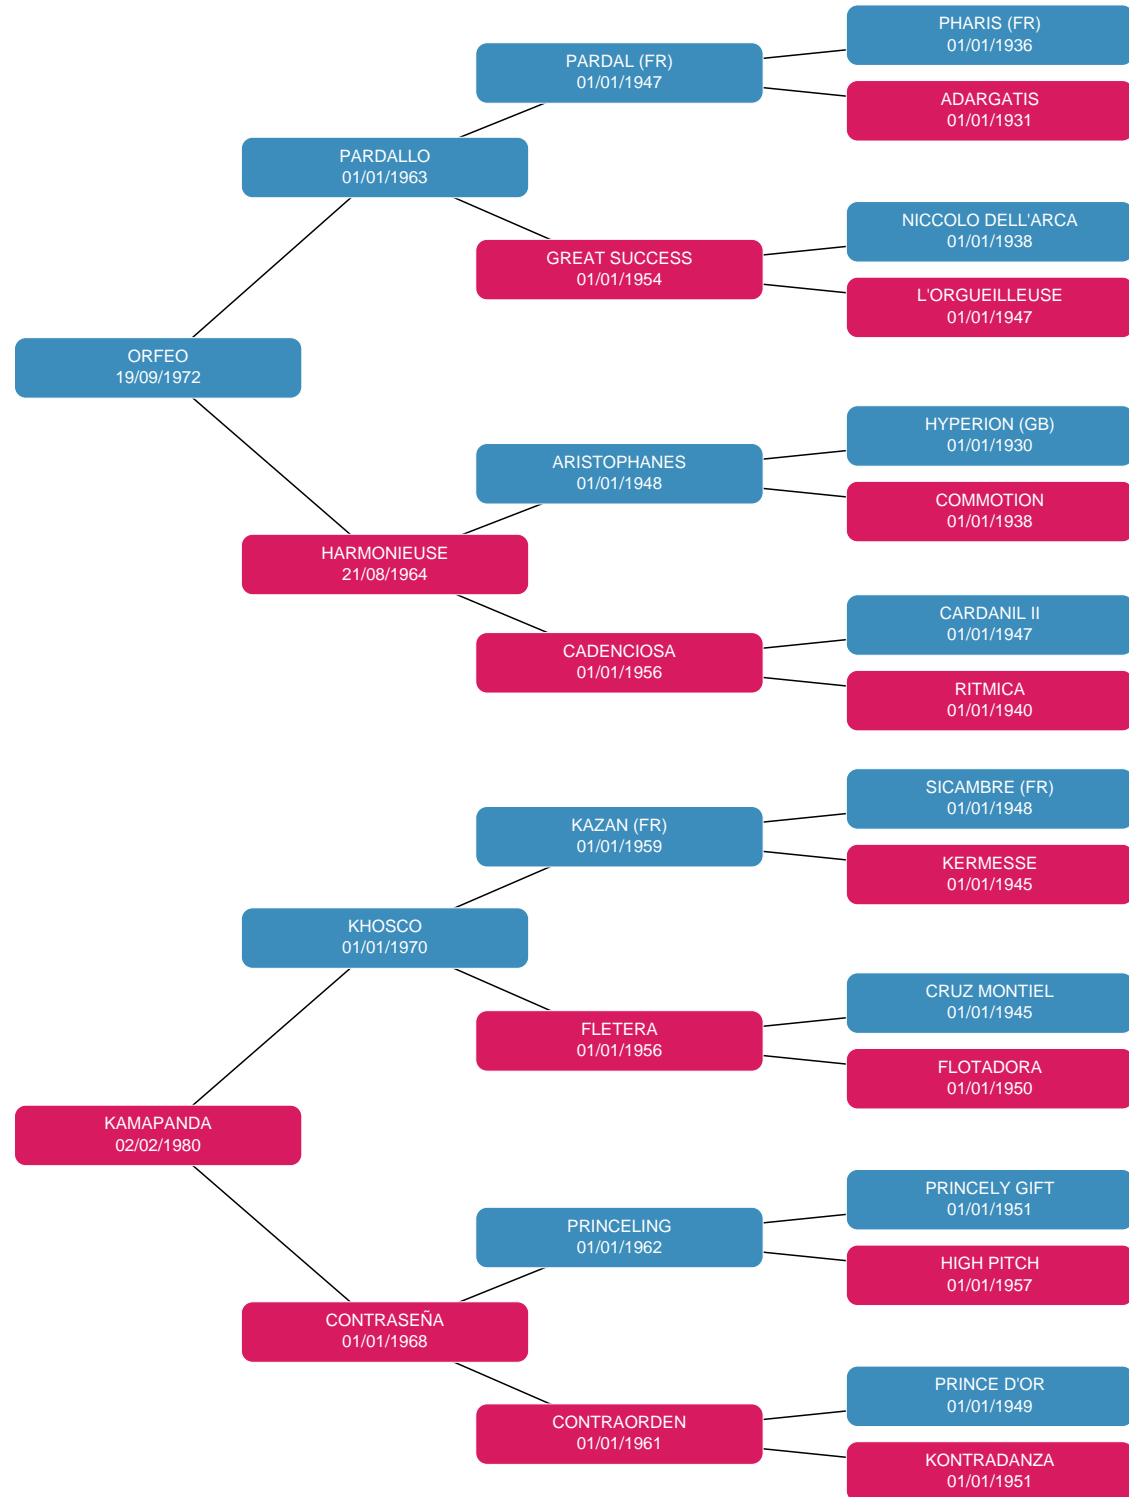 PHARIS (FR)
01/01/1936
PARDAL (FR)
01/01/1947
ADARGATIS
01/01/1931
PARDALLO
01/01/1963
NICCOLO DELL'ARCA
01/01/1938
GREAT SUCCESS
01/01/1954
L'ORGUEILLEUSE
01/01/1947
ORFEO
19/09/1972
HYPERION (GB)
01/01/1930
ARISTOPHANES
01/01/1948
COMMOTION
01/01/1938
HARMONIEUSE
21/08/1964
CARDANIL II
01/01/1947
CADENCIOSA
01/01/1956
RITMICA
01/01/1940
SICAMBRE (FR)
01/01/1948
KAZAN (FR)
01/01/1959
KERMESSE
01/01/1945
KHOSCO
01/01/1970
CRUZ MONTIEL
01/01/1945
FLETERA
01/01/1956
FLOTADORA
01/01/1950
KAMAPANDA
02/02/1980
PRINCELY GIFT
01/01/1951
PRINCELING
01/01/1962
HIGH PITCH
01/01/1957
CONTRASEÑA
01/01/1968
PRINCE D'OR
01/01/1949
CONTRAORDEN
01/01/1961
KONTRADANZA
01/01/1951